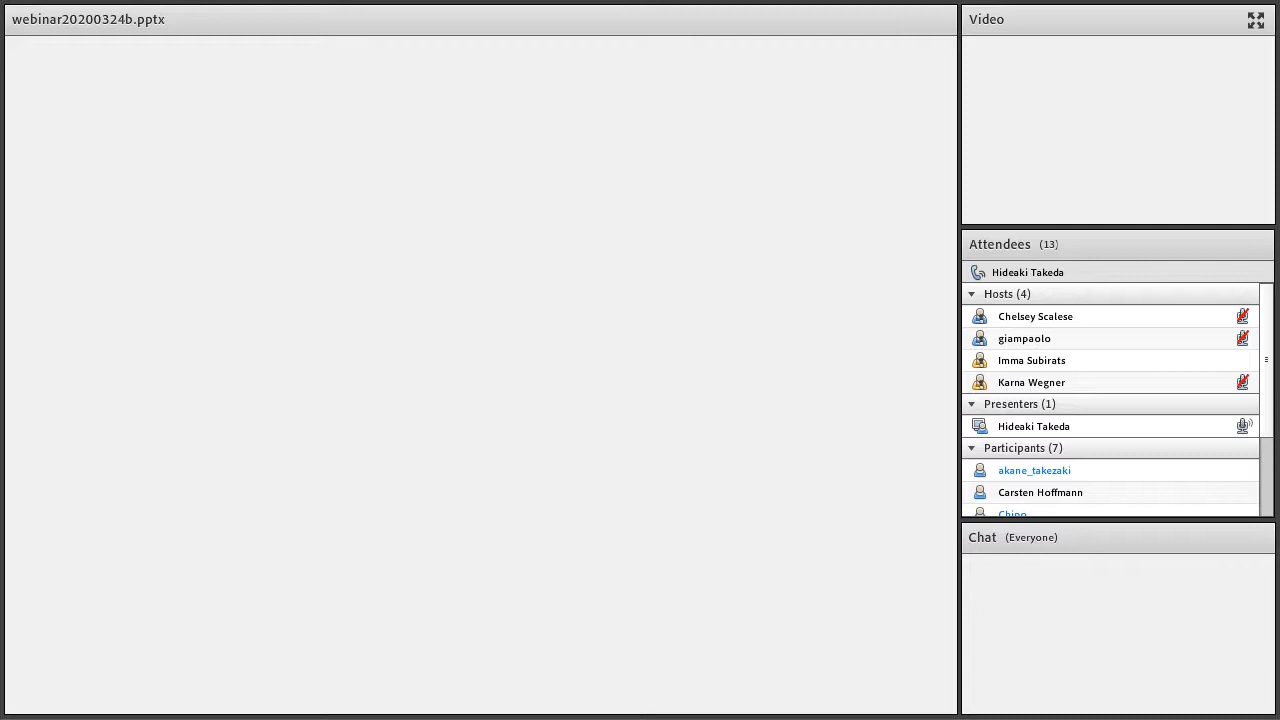 webinar20200324b.pptx
Video
Attendees (13)
Hideaki Takeda
Hosts (4)
Chelsey Scalese
giampaolo
Imma Subirats
Karna Wegner
Presenters (1)
Hideaki Takeda
Participants (7)
akane_takezaki
Carsten Hoffmann
Chat (Everyone)